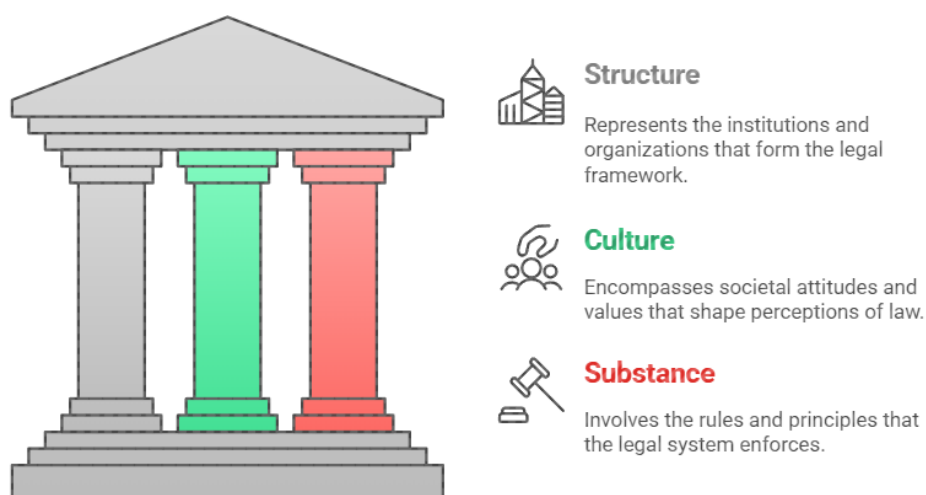 Structure
Represents the institutions and
organizations that form the legal
framework.
Culture
Encompasses societal attitudes and
values that shape perceptions of law.
Substance
Involves the rules and principles that
the legal system enforces.